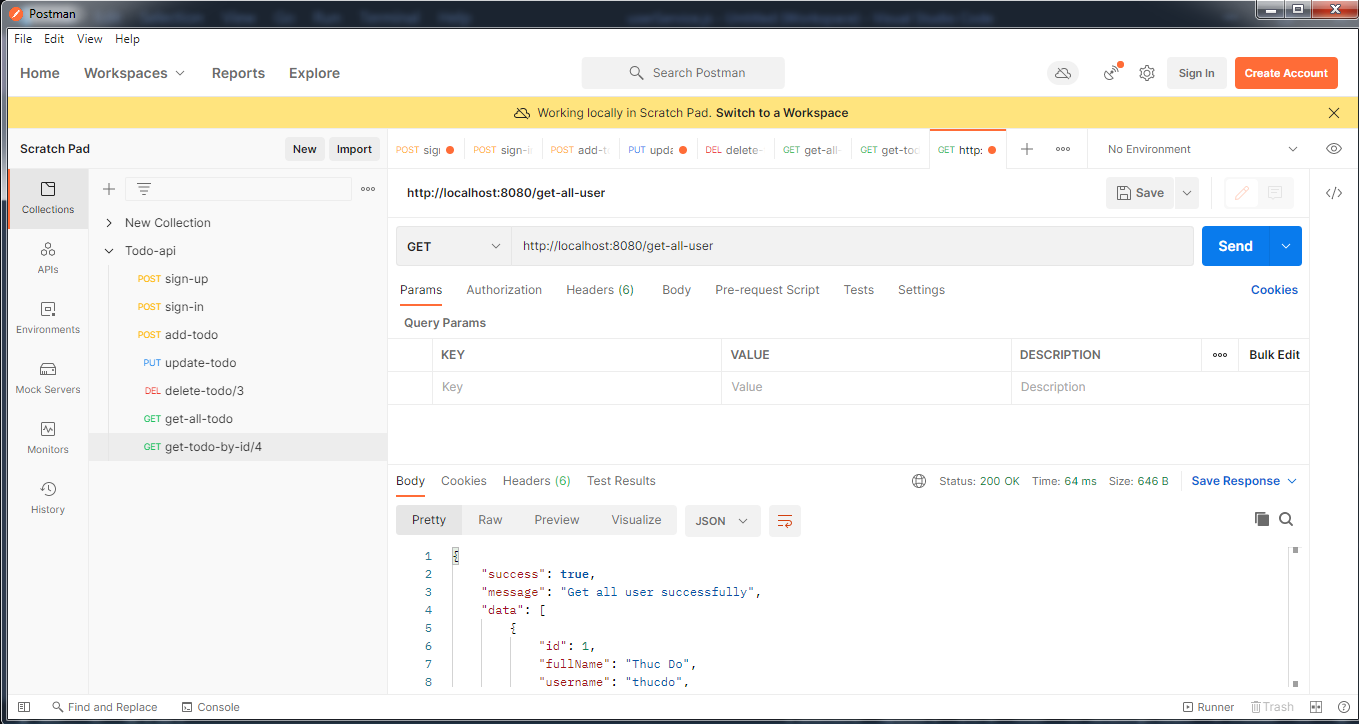 Postman
File Edit View Help
Home Workspaces Reports Explore Search Postman Sign In Create Account
Working locally in Scratch Pad. Switch to a Workspace
Scratch Pad New Import
POST sig POST sign-i POST add-t PUT upda DEL delete- GET get-all- GET get-too GET http: No Environment
Collections
APIs
Environments
Mock Servers
Monitors
History
New Collection
Todo-api
POST sign-up
POST sign-in
POST add-todo
PUT update-todo
DEL delete-todo/3
GET get-all-todo
GET get-todo-by-id/4
http://localhost:8080/get-all-user Save
GET http://localhost:8080/get-all-user Send
Params Authorization Headers (6) Body Pre-request Script Tests Settings Cookies
Query Params
KEY VALUE DESCRIPTION Bulk Edit
Key Value Description
Body Cookies Headers (6) Test Results Status: 200 OK Time: 64 ms Size: 646 B Save Response
Pretty Raw Preview Visualize JSON
1 {
2 "success": true,
3 "message": "Get all user successfully",
4 "data": [
5 {
6 "id": 1,
7 "fullName": "Thuc Do",
8 "username": "thucdo",
Find and Replace Console Runner Trash